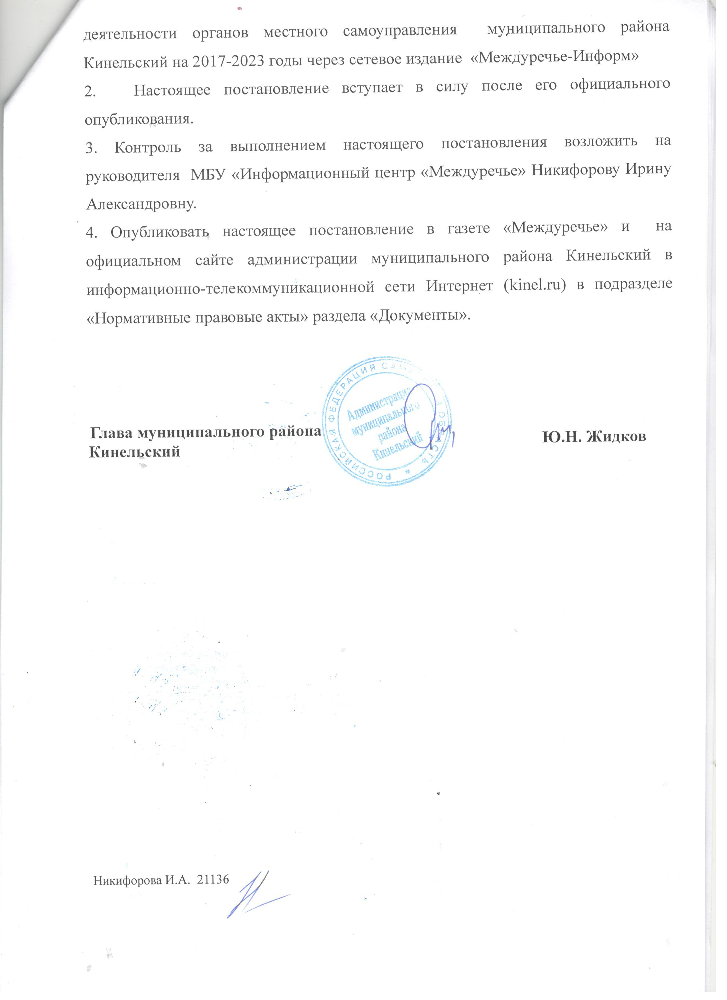 деятельности органов местного самоуправления муниципального района
Кинельский на 2017-2023 годы через сетевое издание «Междуречье-Информ»
2. Настоящее постановление вступает в силу после его официального
опубликования.
3. Контроль за выполнением настоящего постановления возложить на
руководителя МБУ «Информационный центр «Междуречье» Никифорову Ирину
Александровну.
4. Опубликовать настоящее постановление в газете «Междуречье» и на
официальном сайте администрации муниципального района Кинельский в
информационно-телекоммуникационной сети Интернет (kinel.ru) в подразделе
«Нормативные правовые акты» раздела «Документы».
РОССИЙСКАЯ ФЕДЕРАЦИЯ
Администрация
муниципального
района
Кинельский
Глава муниципального района
Кинельский
Ю.Н. Жидков
Никифорова И.А. 21136